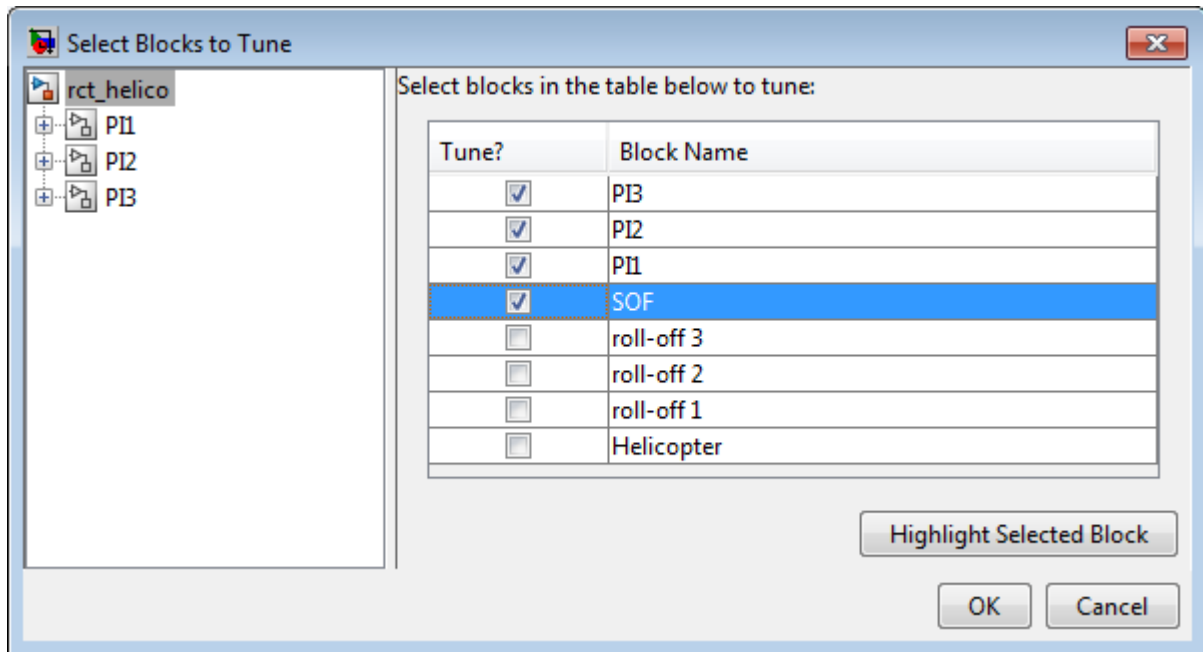 Select Blocks to Tune
rct_helico
PI1
PI2
PI3
Select blocks in the table below to tune:
Tune? Block Name
PI3
PI2
PI1
SOF
roll-off 3
roll-off 2
roll-off 1
Helicopter
Highlight Selected Block
OK Cancel